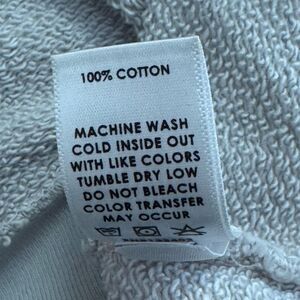 100% COTTON
MACHINE WASH
COLD INSIDE OUT
WITH LIKE COLORS
TUMBLE DRY LOW
DO NOT BLEACH
COLOR TRANSFER
MAY OCCUR